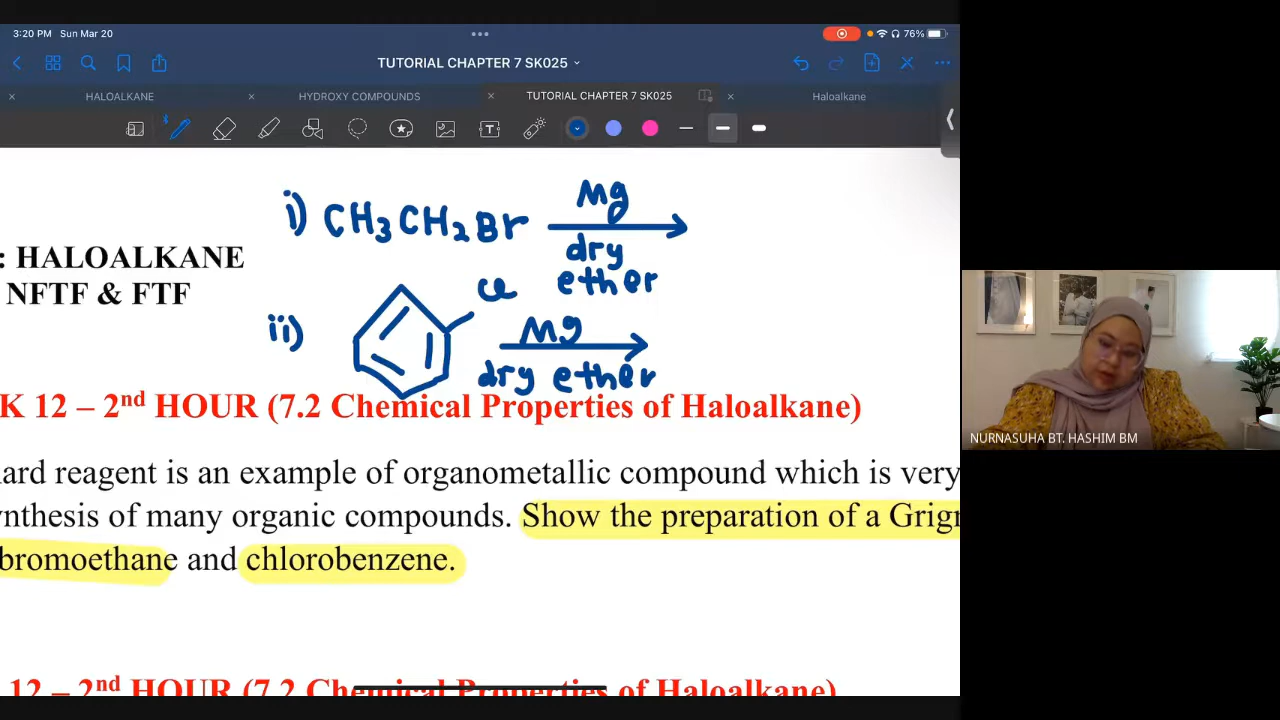 3:20 PM Sun Mar 20
76%
TUTORIAL CHAPTER 7 SK025
HALOALKANE
HYDROXY COMPOUNDS
TUTORIAL CHAPTER 7 SK025
Haloalkane
i) CH3CH2Br Mg
dry
ether
: HALOALKANE
NFTF & FTF
ii) Cl Mg
dry ether
K 12 – 2nd HOUR (7.2 Chemical Properties of Haloalkane)
ard reagent is an example of organometallic compound which is very
ynthesis of many organic compounds. Show the preparation of a Grign
bromoethane and chlorobenzene.
12 – 2nd HOUR (7.2 Chemical Properties of Haloalkane)
NURNASUHA BT. HASHIM BM